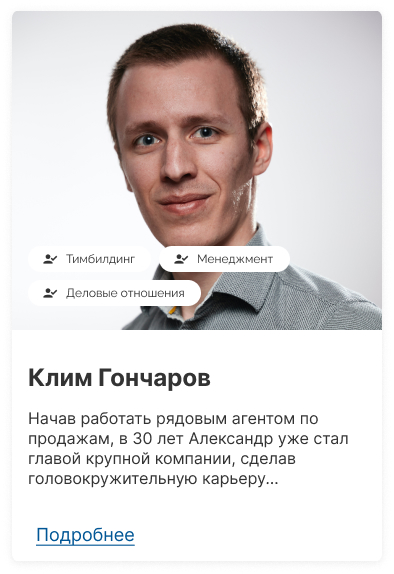 Тимбилдинг
Менеджмент
Деловые отношения
Клим Гончаров
Начав работать рядовым агентом по
продажам, в 30 лет Александр уже стал
главой крупной компании, сделав
головокружительную карьеру...
Подробнее